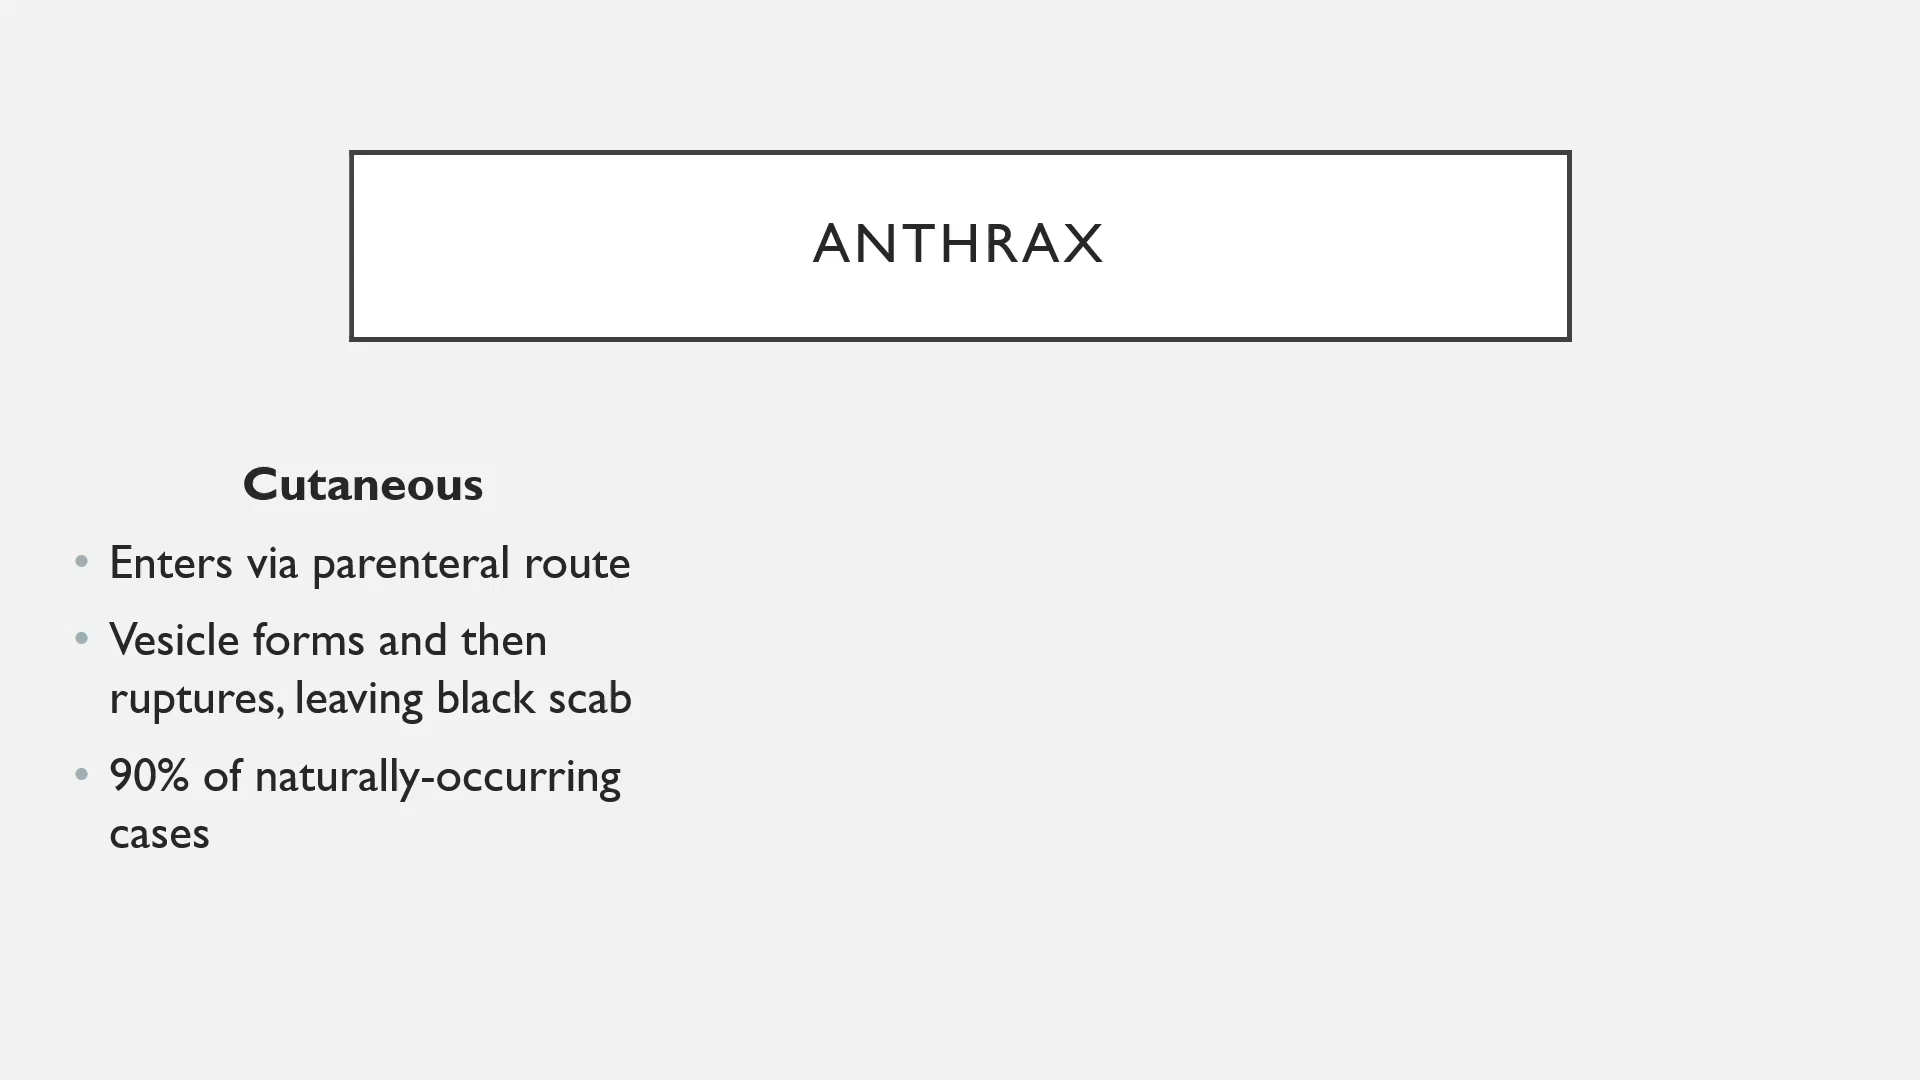 ANTHRAX
Cutaneous
• Enters via parenteral route
• Vesicle forms and then
ruptures, leaving black scab
• 90% of naturally-occurring
cases